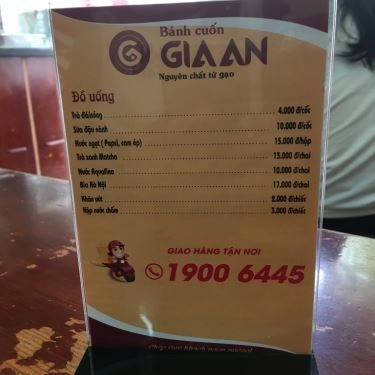 Bánh cuốn
GIA AN
Nguyên chất từ gạo
Đồ uống
Trà đá/nóng 4.000 đ/cốc
Sữa đậu nành 10.000 đ/cốc
Nước ngọt ( Pepsi, cam ép) 15.000 đ/hộp
Trà xanh Matcha 13.000 đ/chai
Nước Aquafina 10.000 đ/chai
Bia Hà Nội 17.000 đ/chai
Khăn ướt 2.000 đ/chiếc
Hộp nước chấm 3.000 đ/chiếc
GIAO HÀNG TẬN NƠI
1900 6445